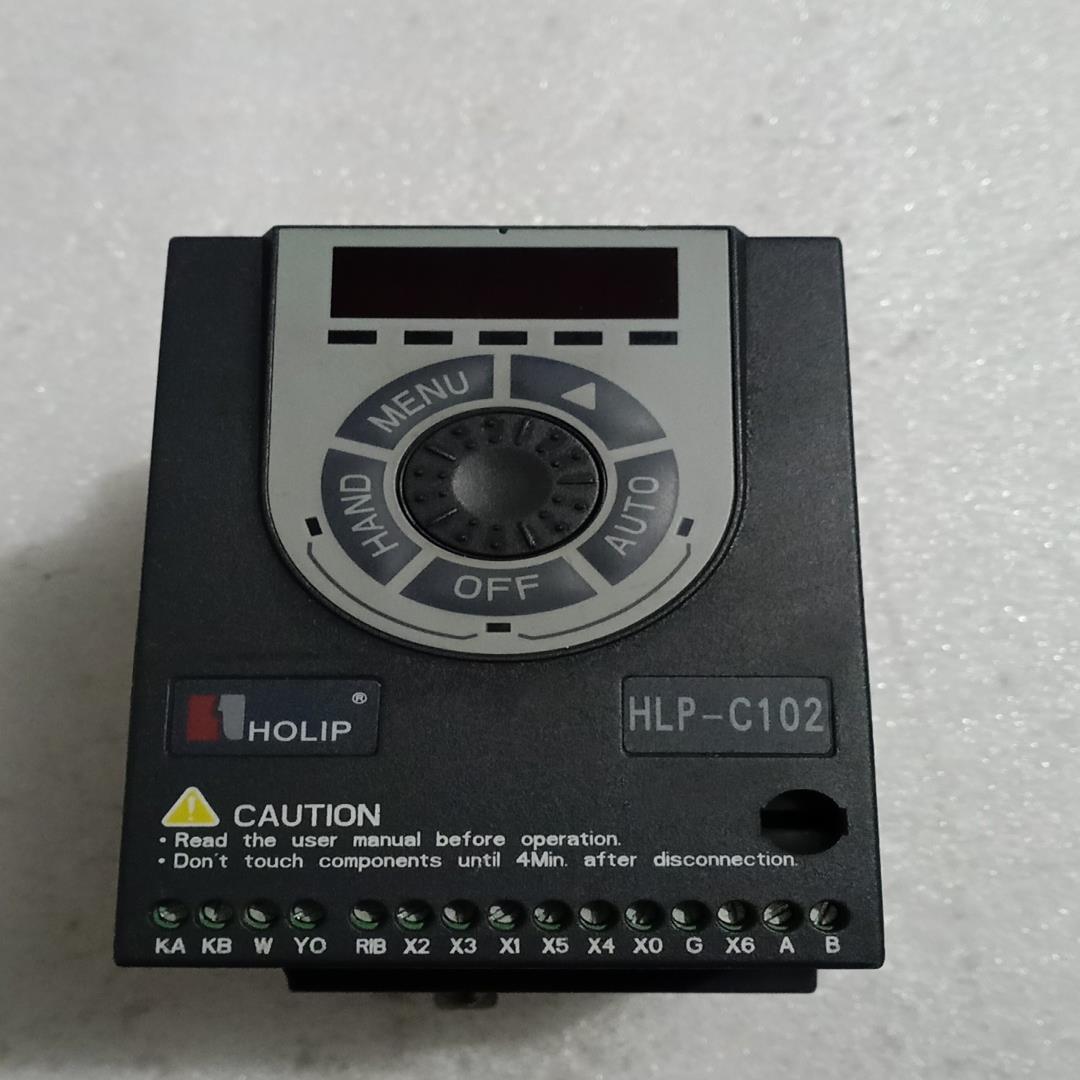 MENU
HAND
AUTO
OFF
HOLIP®
HLP-C102
CAUTION
• Read the user manual before operation.
• Don't touch components until 4Min. after disconnection.
KA KB W YO RIB X2 X3 X1 X5 X4 X0 G X6 A B